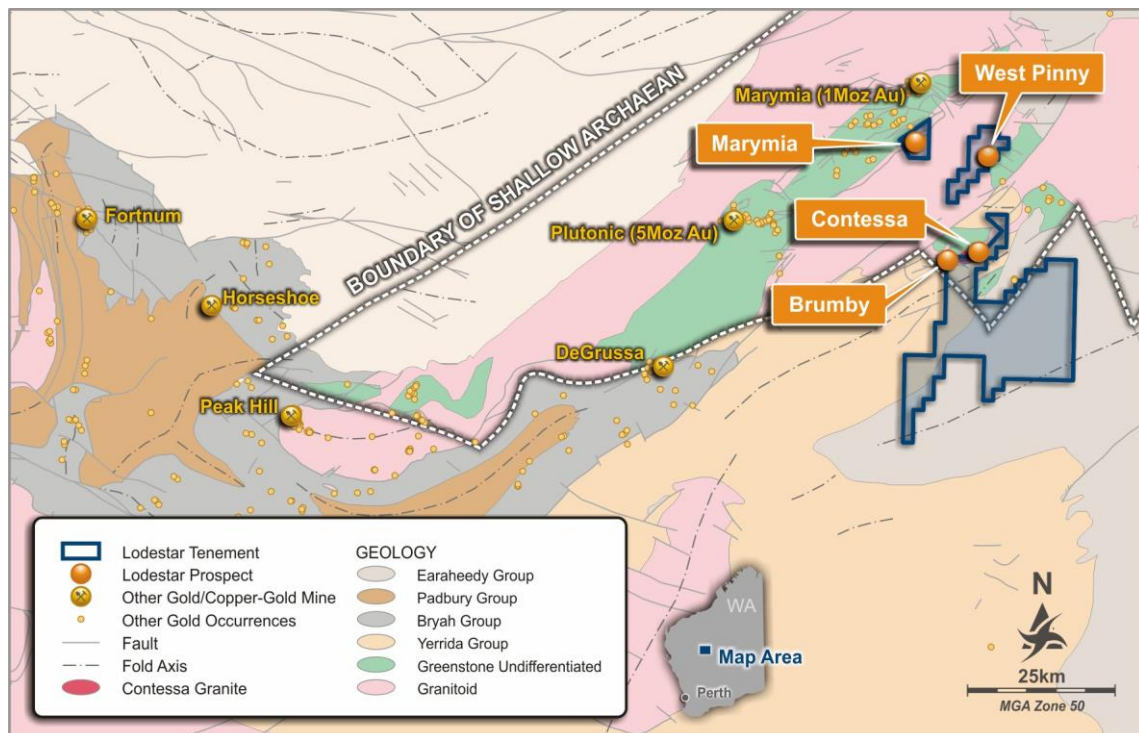 West Pinny
Marymia (1Moz Au)
Marymia
Fortnum
Plutonic (5Moz Au)
Contessa
BOUNDARY OF SHALLOW ARCHAEAN
Horseshoe
Brumby
DeGrussa
Peak Hill
Lodestar Tenement
Lodestar Prospect
Other Gold/Copper-Gold Mine
Other Gold Occurrences
Fault
Fold Axis
Contessa Granite
GEOLOGY
Earaheedy Group
Padbury Group
Bryah Group
Yerrida Group
Greenstone Undifferentiated
Granitoid
WA
Map Area
Perth
N
25km
MGA Zone 50